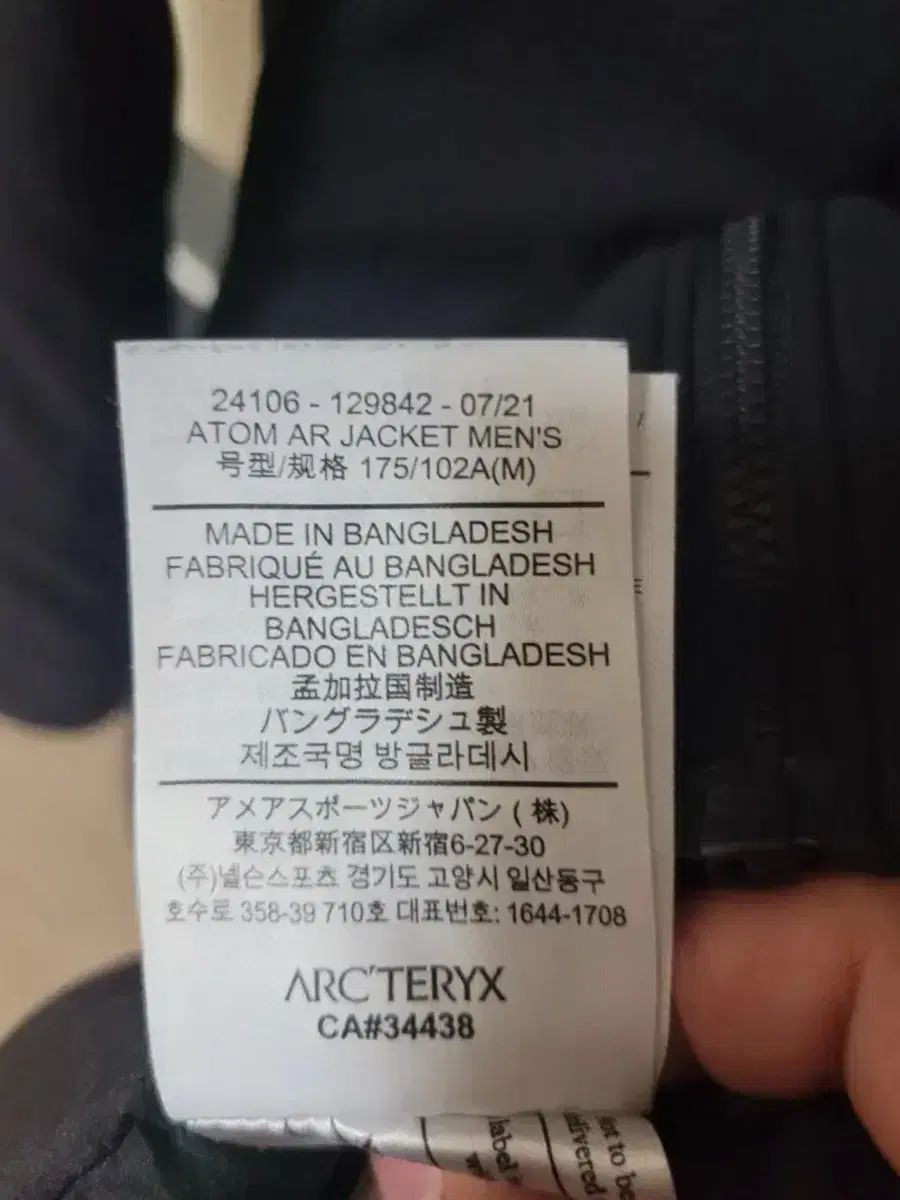 24106 - 129842 - 07/21
ATOM AR JACKET MEN'S
号型/规格 175/102A(M)
MADE IN BANGLADESH
FABRIQUÉ AU BANGLADESH
HERGESTELLT IN
BANGLADESCH
FABRICADO EN BANGLADESH
孟加拉国制造
バングラデシュ製
제조국명 방글라데시
アメアスポーツジャパン (株)
東京都新宿区新宿6-27-30
(주)넬슨스포츠 경기도 고양시 일산동구
호수로 358-39 710호 대표번호: 1644-1708
ARC'TERYX
CA#34438
not to be
delivered
label